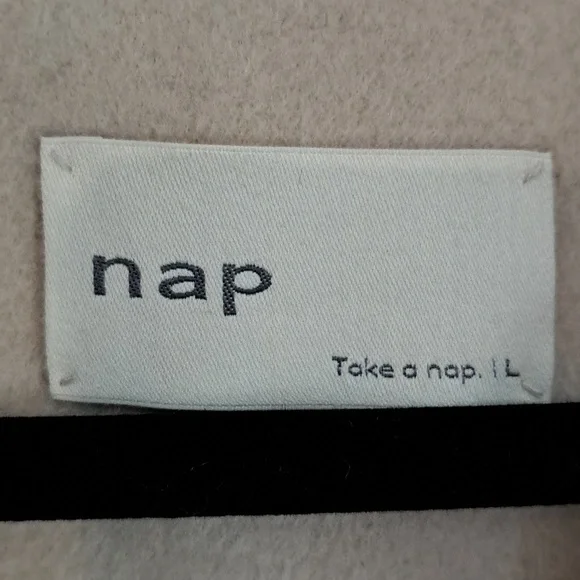 nap
Take a nap. | L